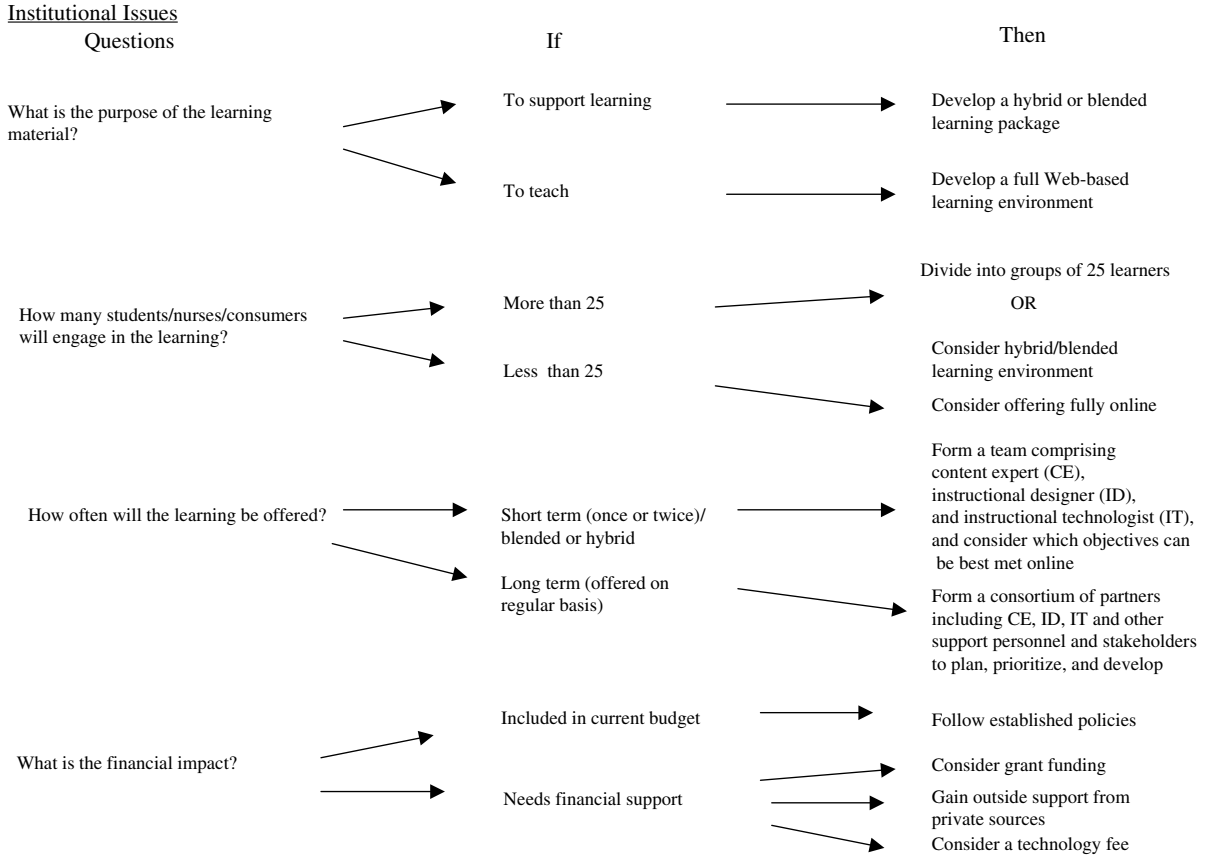 Institutional Issues
Questions
If
Then
What is the purpose of the learning
material?
To support learning
Develop a hybrid or blended
learning package
To teach
Develop a full Web-based
learning environment
How many students/nurses/consumers
will engage in the learning?
More than 25
Divide into groups of 25 learners
OR
Consider hybrid/blended
learning environment
Less than 25
Consider offering fully online
How often will the learning be offered?
Short term (once or twice)/
blended or hybrid
Form a team comprising
content expert (CE),
instructional designer (ID),
and instructional technologist (IT),
and consider which objectives can
be best met online
Long term (offered on
regular basis)
Form a consortium of partners
including CE, ID, IT and other
support personnel and stakeholders
to plan, prioritize, and develop
What is the financial impact?
Included in current budget
Follow established policies
Needs financial support
Consider grant funding
Gain outside support from
private sources
Consider a technology fee